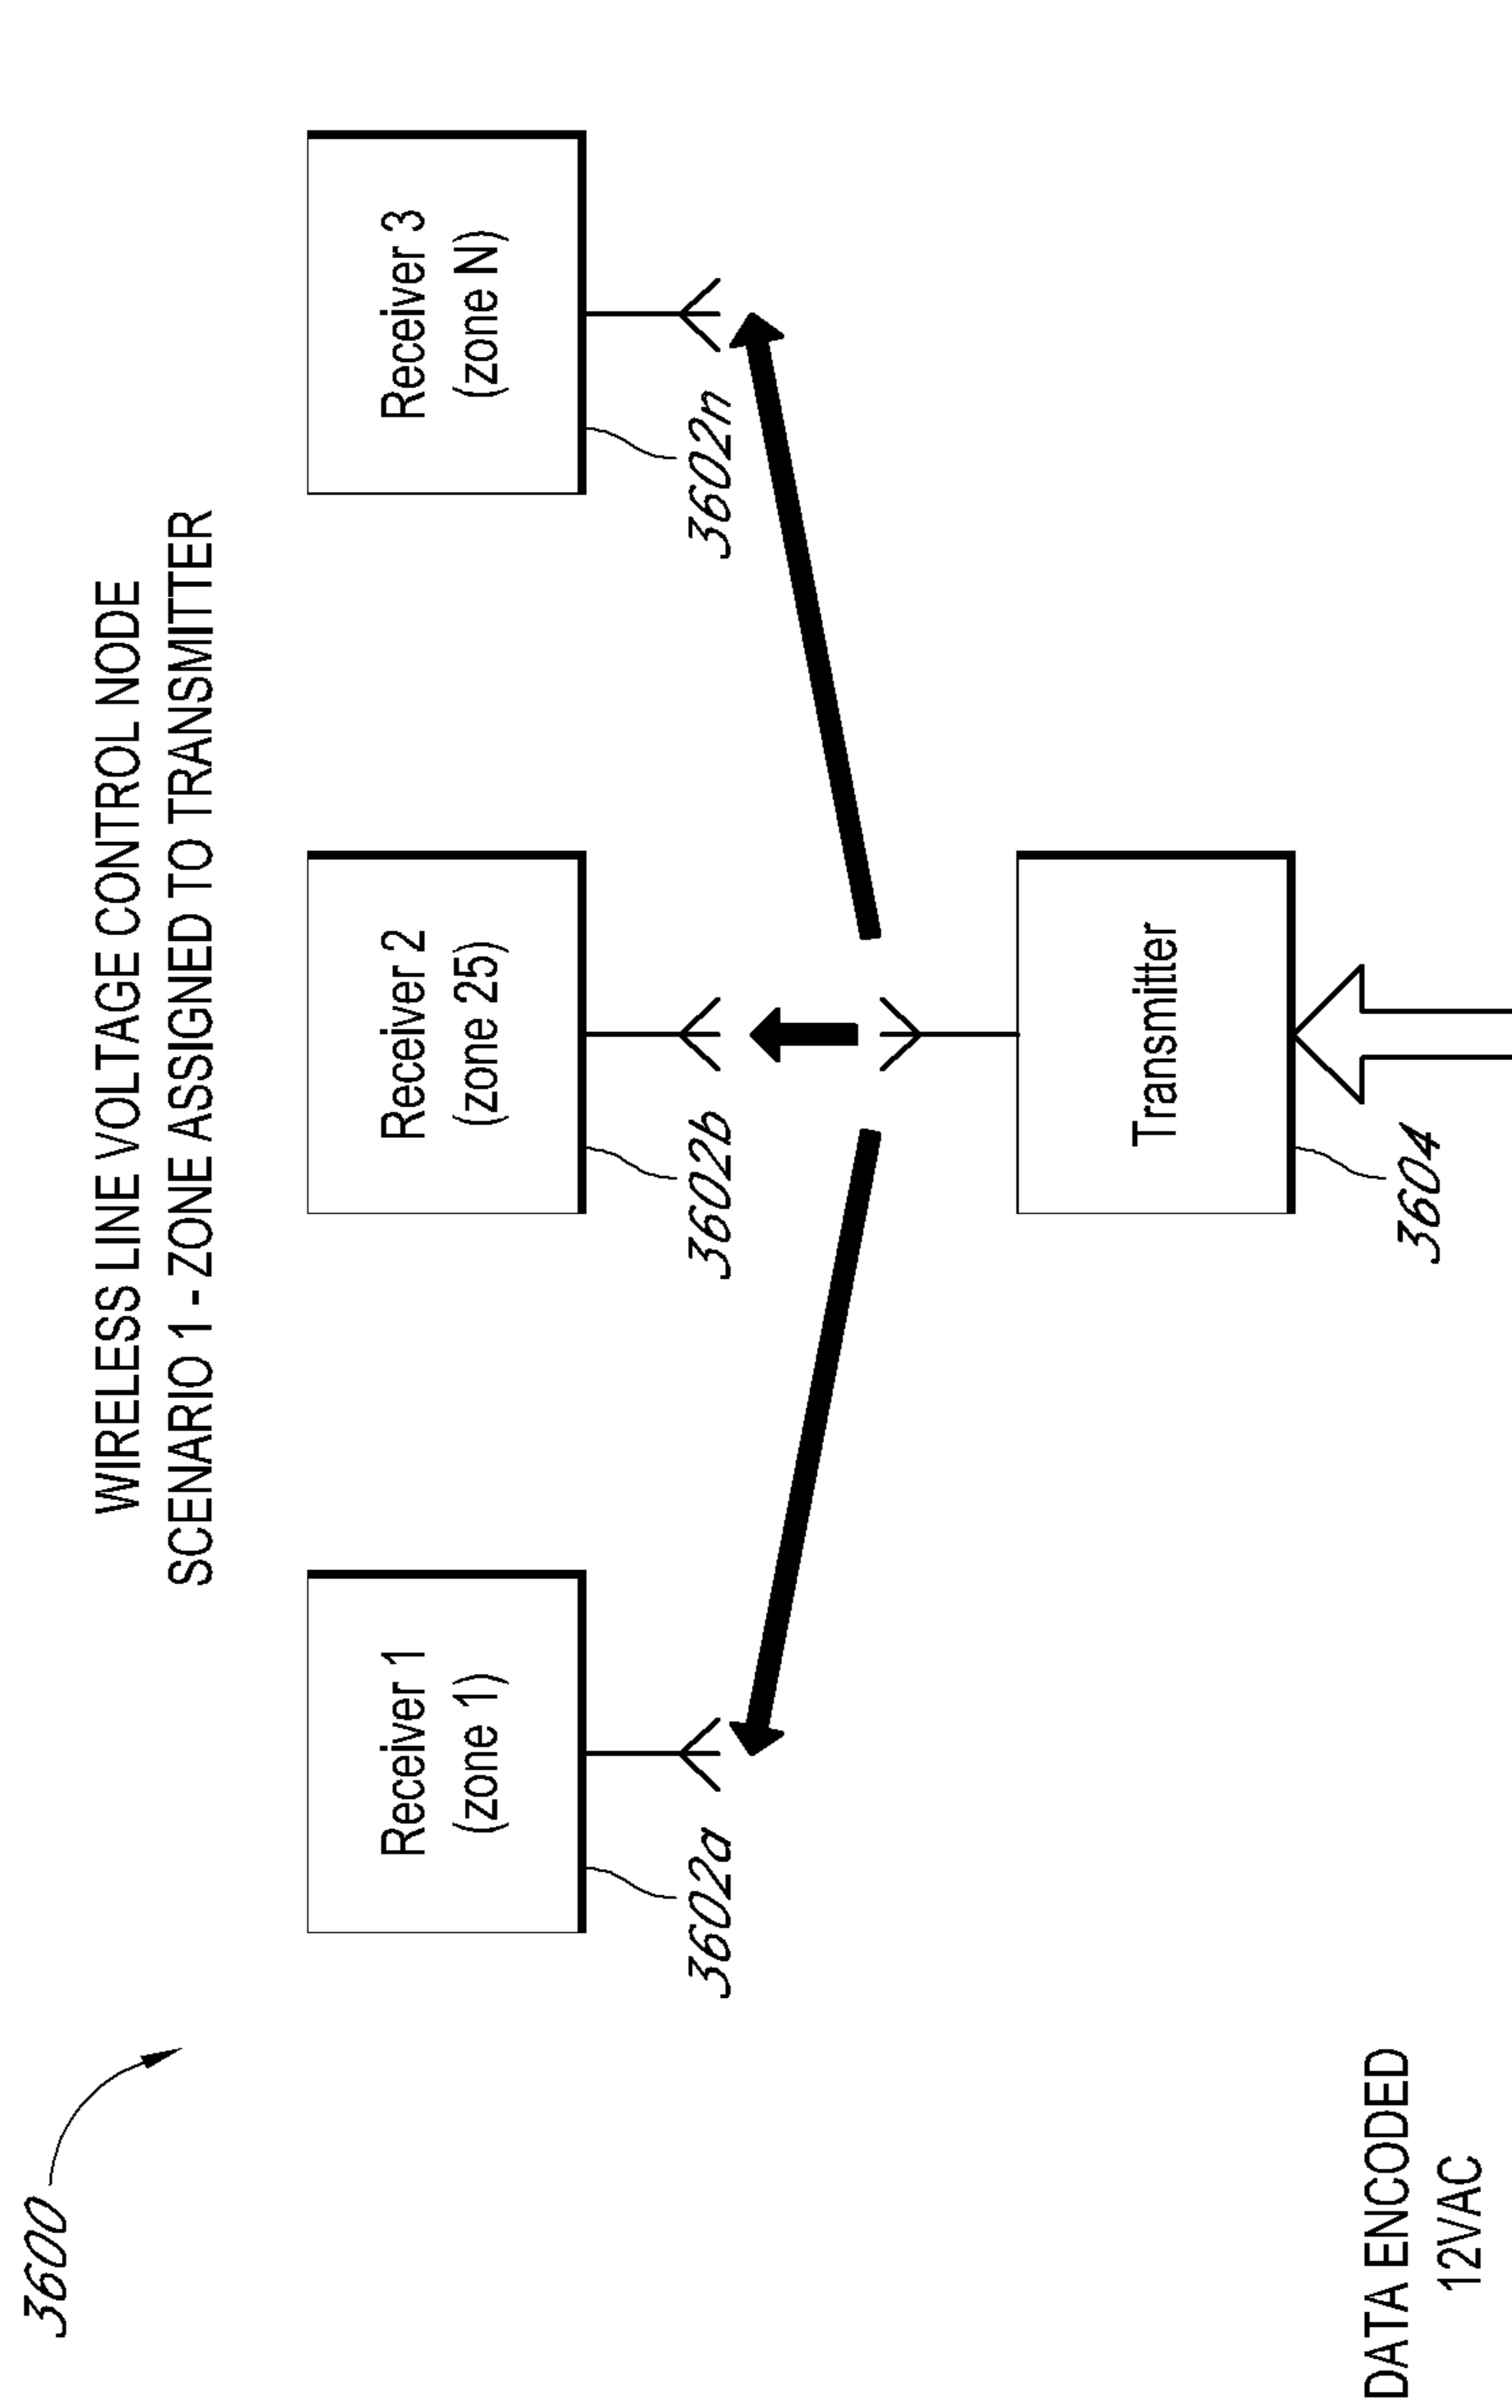 3600
WIRELESS LINE VOLTAGE CONTROL NODE
SCENARIO 1 - ZONE ASSIGNED TO TRANSMITTER
Receiver 1
(zone 1)
3602a
Receiver 2
(zone 25)
3602b
Receiver 3
(zone N)
3602n
Transmitter
3604
DATA ENCODED
12VAC